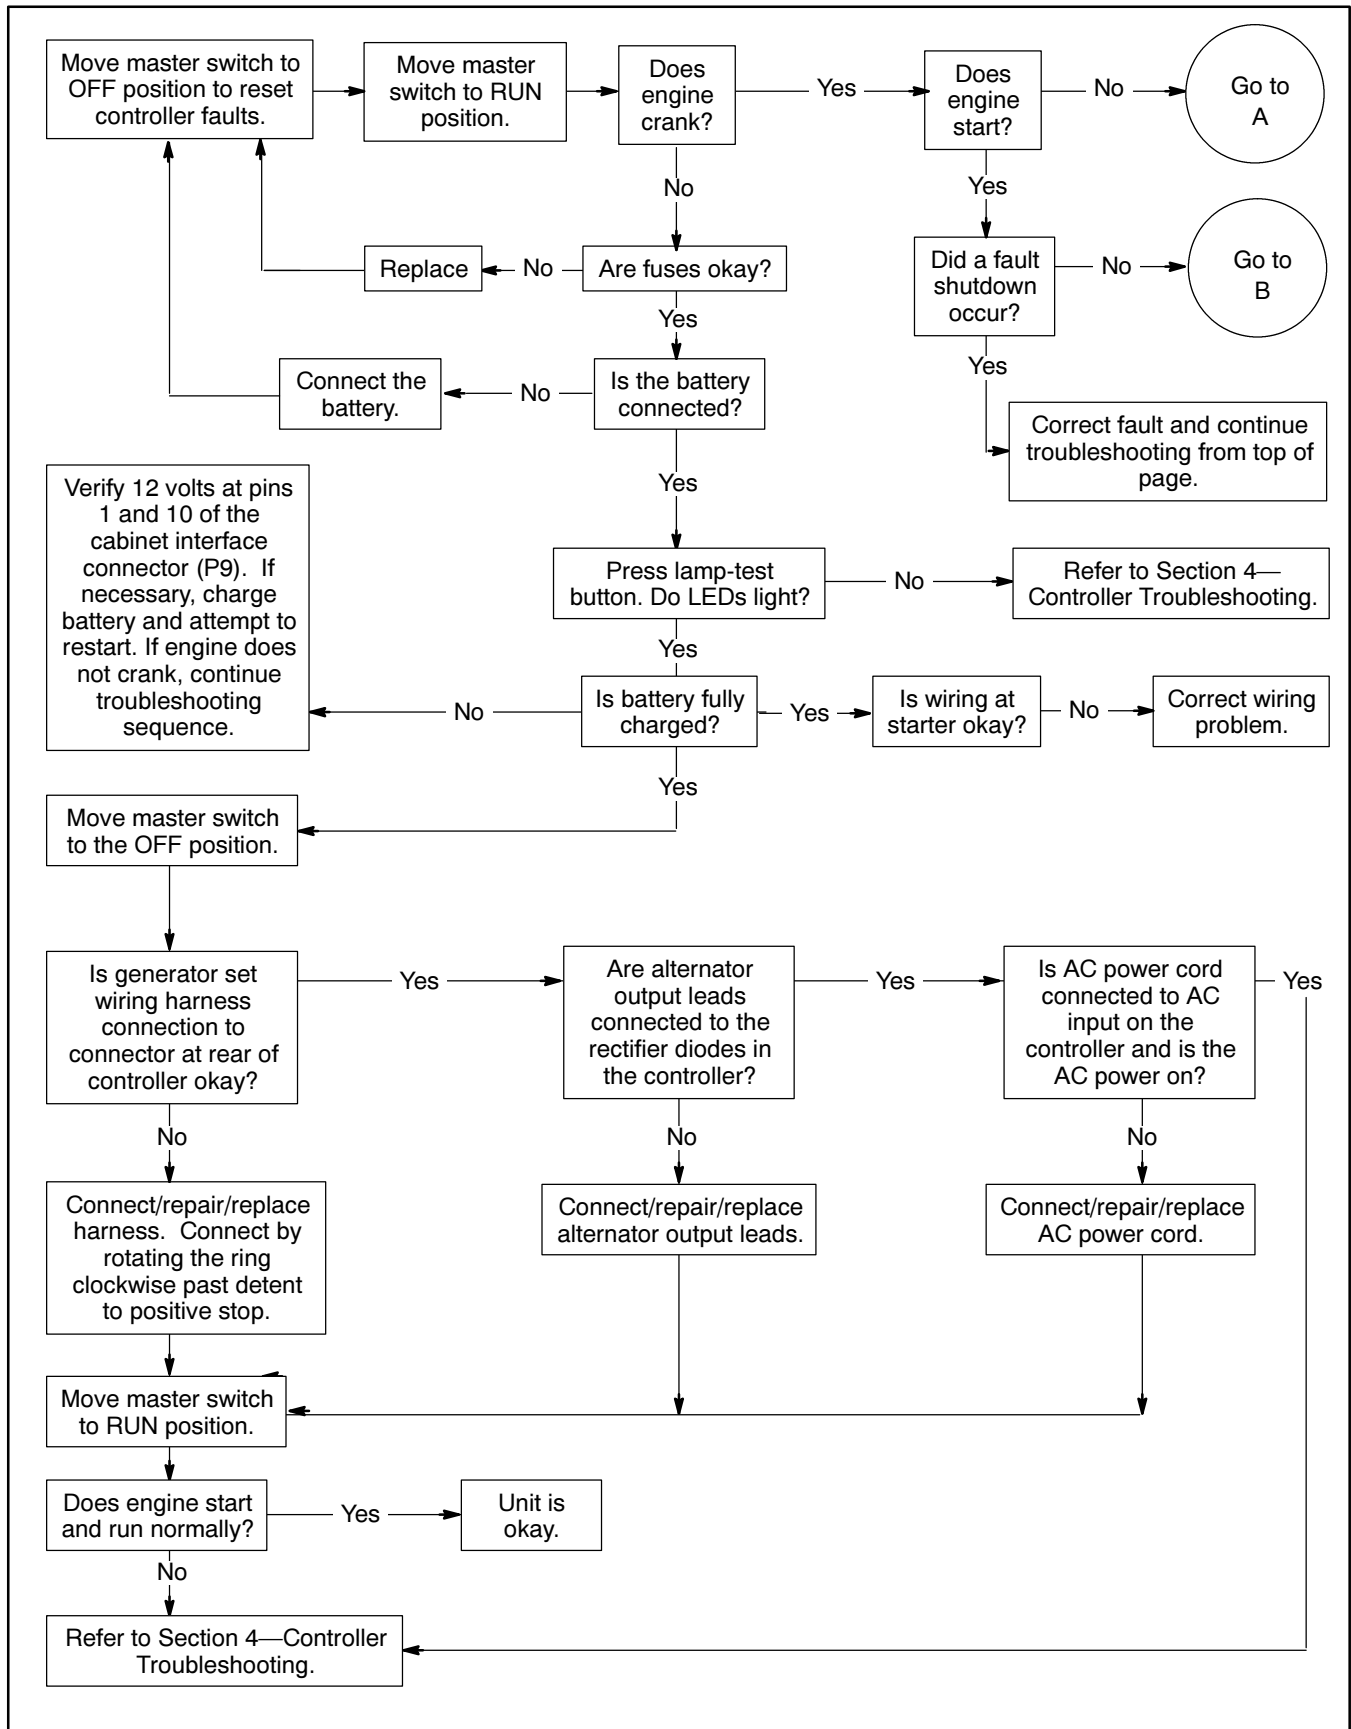 Move master switch to
OFF position to reset
controller faults.
Move master
switch to RUN
position.
Does
engine
crank?
Yes
Does
engine
start?
No
Go to
A
No
Yes
Replace
No
Are fuses okay?
Did a fault
shutdown
occur?
No
Go to
B
Yes
Yes
Connect the
battery.
No
Is the battery
connected?
Correct fault and continue
troubleshooting from top of
page.
Yes
Verify 12 volts at pins
1 and 10 of the
cabinet interface
connector (P9).  If
necessary, charge
battery and attempt to
restart. If engine does
not crank, continue
troubleshooting
sequence.
Press lamp-test
button. Do LEDs light?
No
Refer to Section 4—
Controller Troubleshooting.
Yes
No
Is battery fully
charged?
Yes
Is wiring at
starter okay?
No
Correct wiring
problem.
Yes
Move master switch
to the OFF position.
Is generator set
wiring harness
connection to
connector at rear of
controller okay?
Yes
Are alternator
output leads
connected to the
rectifier diodes in
the controller?
Yes
Is AC power cord
connected to AC
input on the
controller and is the
AC power on?
Yes
No
No
No
Connect/repair/replace
harness.  Connect by
rotating the ring
clockwise past detent
to positive stop.
Connect/repair/replace
alternator output leads.
Connect/repair/replace
AC power cord.
Move master switch
to RUN position.
Does engine start
and run normally?
Yes
Unit is
okay.
No
Refer to Section 4—Controller
Troubleshooting.